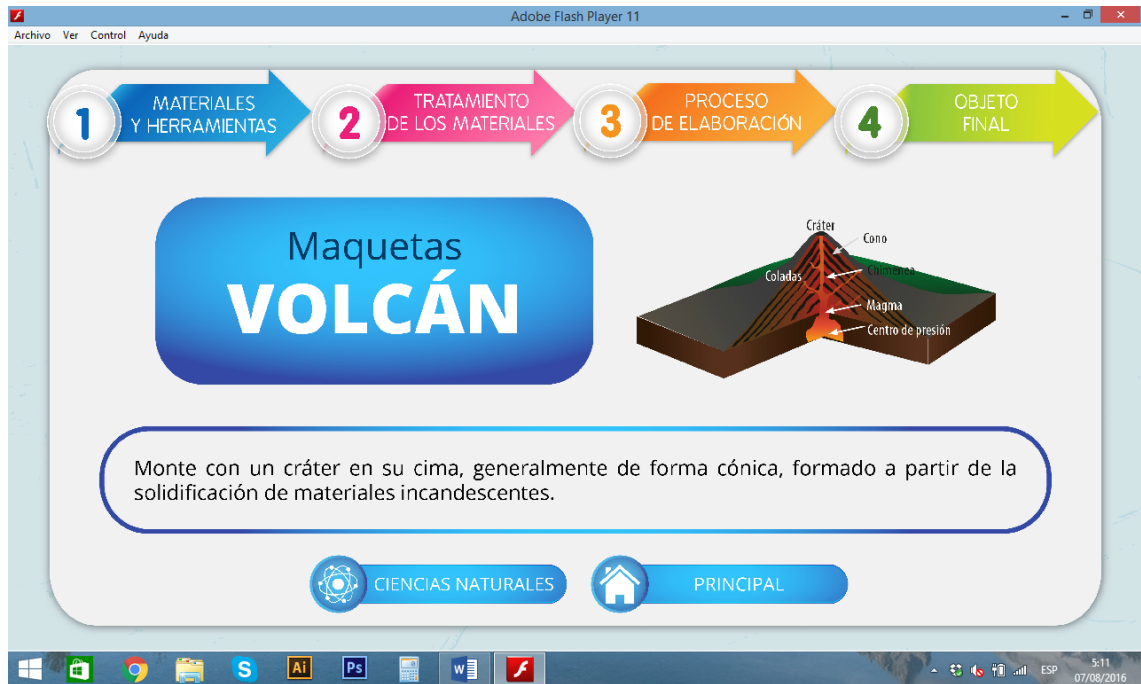 Adobe Flash Player 11
Archivo Ver Control Ayuda
1 MATERIALES
Y HERRAMIENTAS
2 TRATAMIENTO
DE LOS MATERIALES
3 PROCESO
DE ELABORACIÓN
4 OBJETO
FINAL
Maquetas
VOLCÁN
Cráter
Cono
Coladas
Chimenea
Magma
Centro de presión
Monte con un cráter en su cima, generalmente de forma cónica, formado a partir de la
solidificación de materiales incandescentes.
CIENCIAS NATURALES
PRINCIPAL
S
Ai
Ps
W
ESP
5:11
07/08/2016